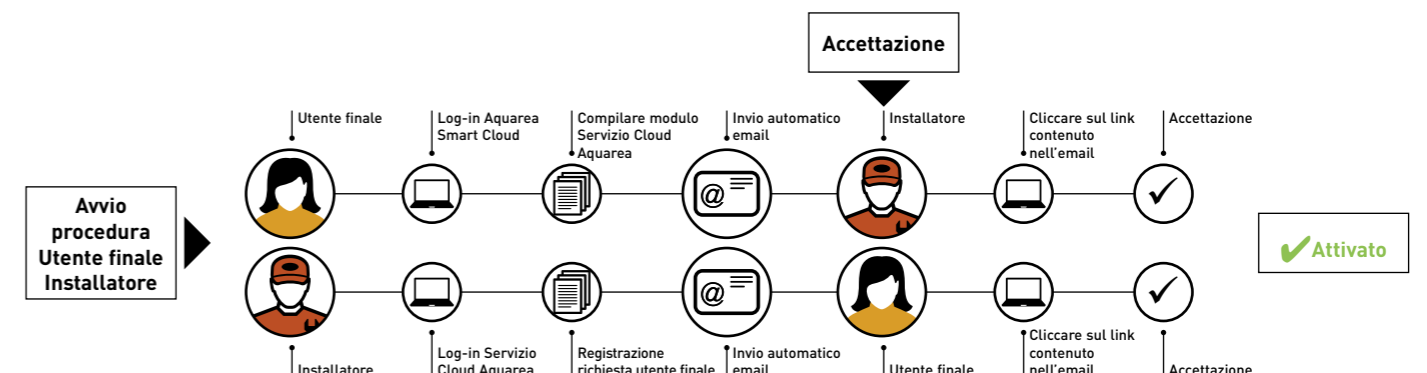 Accettazione
Utente finale
Log-in Aquarea
Smart Cloud
Compilare modulo
Servizio Cloud
Aquarea
Invio automatico
email
Installatore
Cliccare sul link
contenuto
nell'email
Accettazione
Avvio
procedura
Utente finale
Installatore
@
@
✔Attivato
Installatore
Log-in Servizio
Cloud Aquarea
Registrazione
richiesta utente finale
Invio automatico
email
Utente finale
Cliccare sul link
contenuto
nell'email
Accettazione